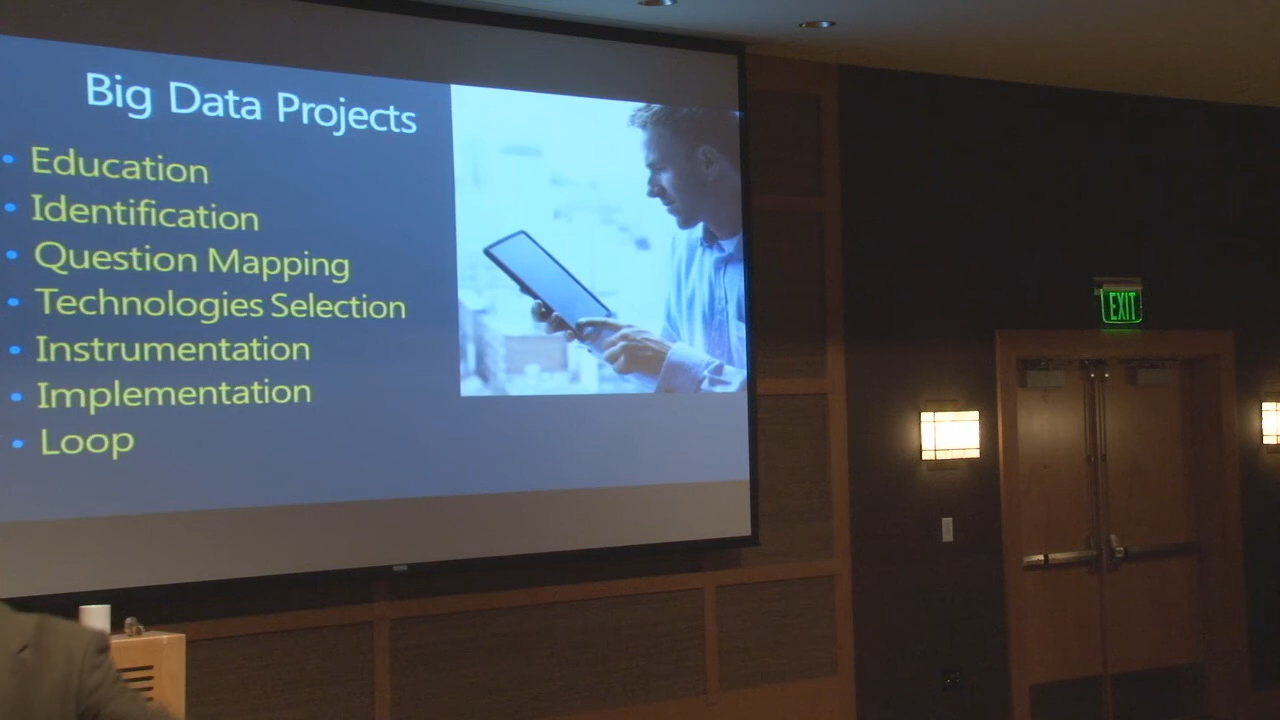 Big Data Projects
• Education
• Identification
• Question Mapping
• Technologies Selection
• Instrumentation
• Implementation
• Loop
EXIT